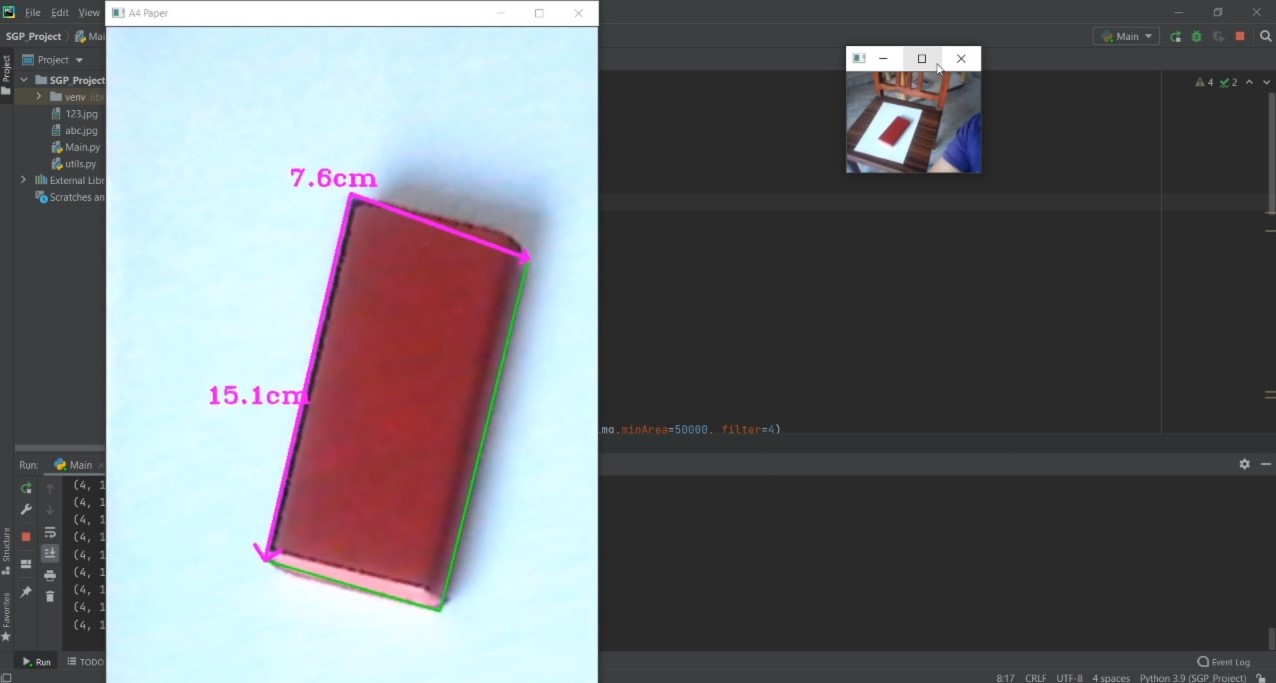 File Edit View
A4 Paper
SGP_Project
Mai
Main
Project
Project
SGP_Project
venv libr
123.jpg
abc.jpg
Main.py
utils.py
External Libr
Scratches an
4 2
7.6cm
15.1cm
mg,minArea=50000, filter=4)
Run: Main
(4, 1
(4, 1
(4, 1
(4, 1
(4, 1
(4, 1
(4, 1
(4, 1
(4, 1
Structure
Favorites
Run TODO
Event Log
8:17 CRLF UTF-8 4 spaces Python 3.9 (SGP_Project)